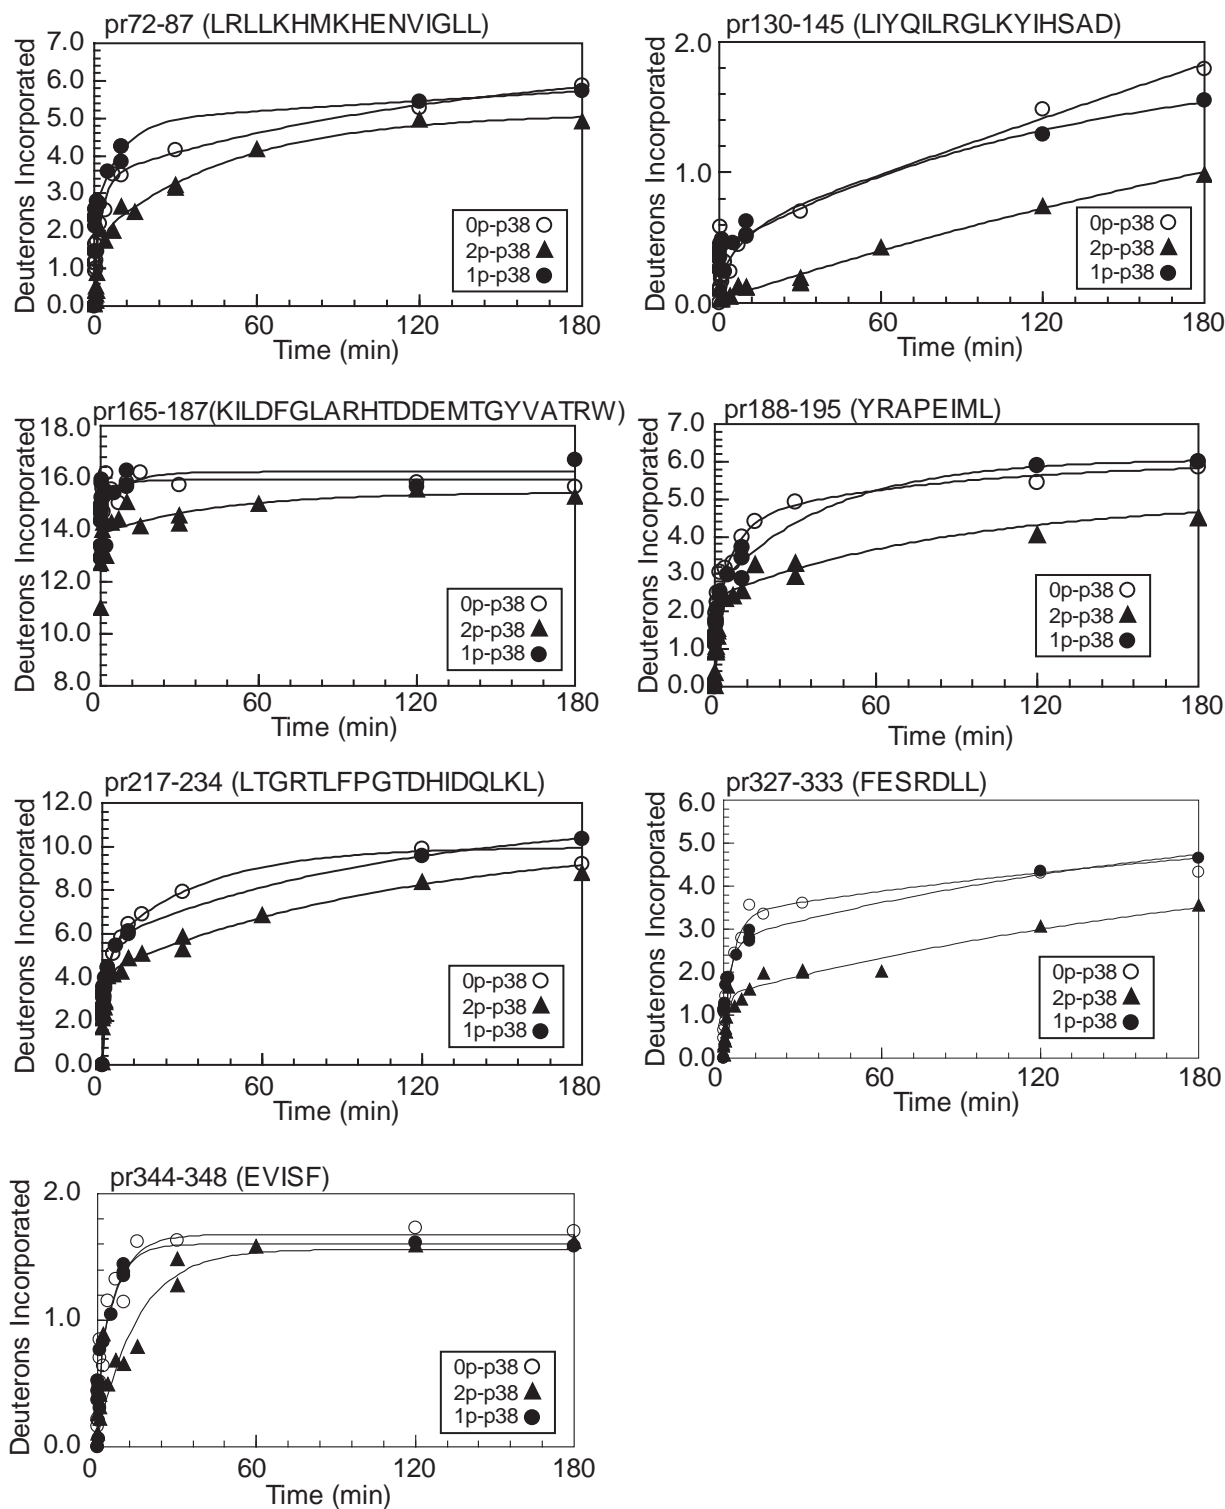 pr72-87 (LRLLKHMKHENVIGLL)
Deuterons Incorporated
7.0
6.0
5.0
4.0
3.0
2.0
1.0
0.0
0p-p38
2p-p38
1p-p38
0
60
120
180
Time (min)
pr130-145 (LIYQILRGLKYIHSAD)
Deuterons Incorporated
2.0
1.0
0.0
0p-p38
2p-p38
1p-p38
0
60
120
180
Time (min)
pr165-187(KILDFGLARHTDDEMTGYVATRW)
Deuterons Incorporated
18.0
16.0
14.0
12.0
10.0
8.0
0p-p38
2p-p38
1p-p38
0
60
120
180
Time (min)
pr188-195 (YRAPEIML)
Deuterons Incorporated
7.0
6.0
5.0
4.0
3.0
2.0
1.0
0.0
0p-p38
2p-p38
1p-p38
0
60
120
180
Time (min)
pr217-234 (LTGRTLFPGTDHIDQLKL)
Deuterons Incorporated
12.0
10.0
8.0
6.0
4.0
2.0
0.0
0p-p38
2p-p38
1p-p38
0
60
120
180
Time (min)
pr327-333 (FESRDLL)
Deuterons Incorporated
6.0
5.0
4.0
3.0
2.0
1.0
0.0
0p-p38
2p-p38
1p-p38
0
60
120
180
Time (min)
pr344-348 (EVISF)
Deuterons Incorporated
2.0
1.0
0.0
0p-p38
2p-p38
1p-p38
0
60
120
180
Time (min)